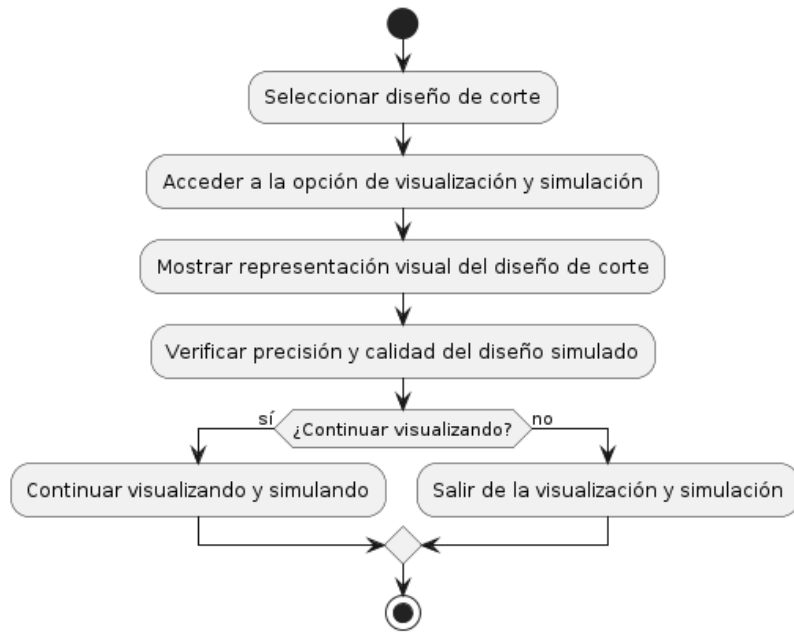 Seleccionar diseño de corte
Acceder a la opción de visualización y simulación
Mostrar representación visual del diseño de corte
Verificar precisión y calidad del diseño simulado
sí
¿Continuar visualizando?
no
Continuar visualizando y simulando
Salir de la visualización y simulación